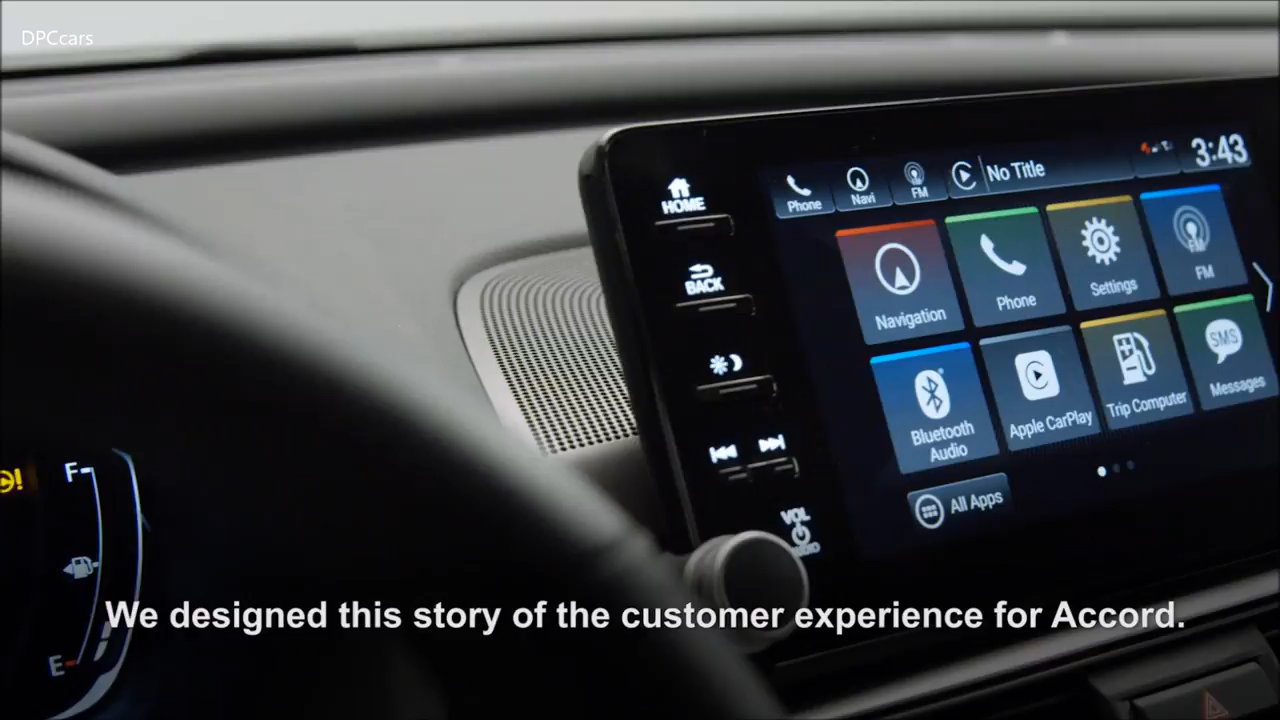 DPCcars
HOME
BACK
VOL
AUDIO
Phone
Navi
FM
No Title
3:43
Navigation
Phone
Settings
FM
FM
Bluetooth
Audio
Apple CarPlay
Trip Computer
SMS
Messages
All Apps
F
E
We designed this story of the customer experience for Accord.